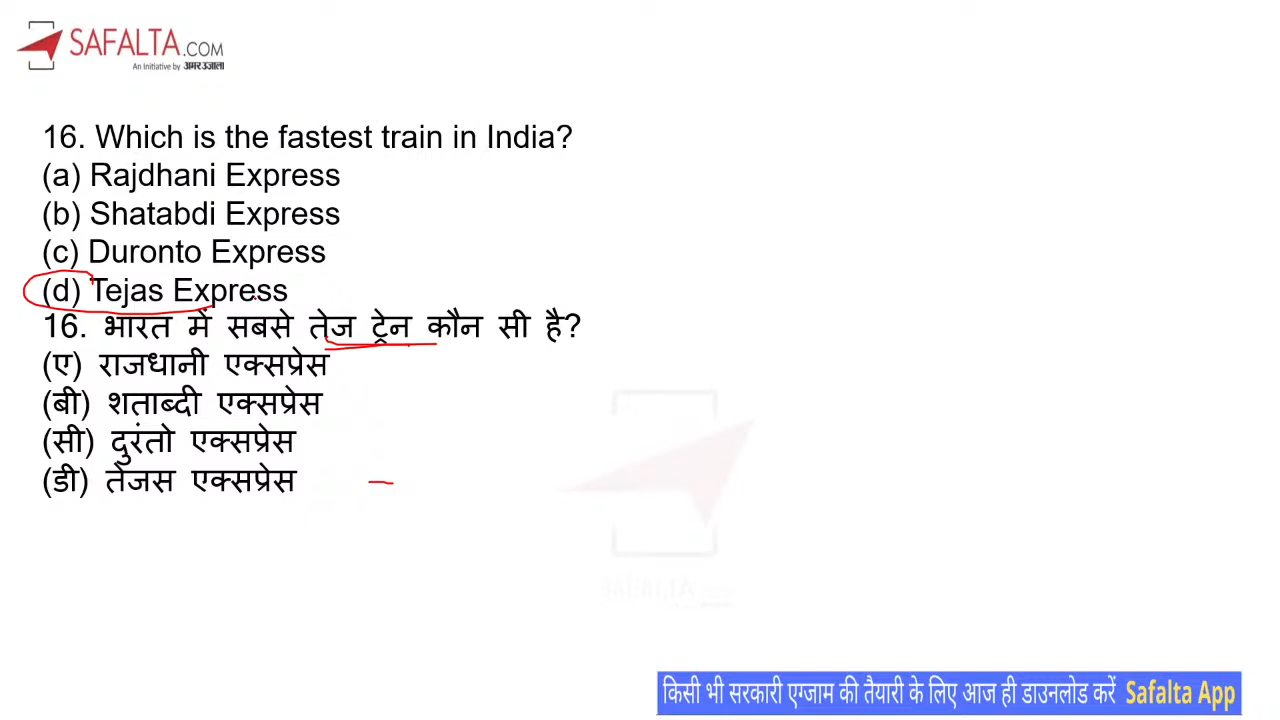 SAFALTA.COM
An Initiative by अमर उजाला
16. Which is the fastest train in India?
(a) Rajdhani Express
(b) Shatabdi Express
(c) Duronto Express
(d) Tejas Express
16. भारत में सबसे तेज ट्रेन कौन सी है?
(ए) राजधानी एक्सप्रेस
(बी) शताब्दी एक्सप्रेस
(सी) दुरंतो एक्सप्रेस
(डी) तेजस एक्सप्रेस
SAFALTA
किसी भी सरकारी एग्जाम की तैयारी के लिए आज ही डाउनलोड करें Safalta App